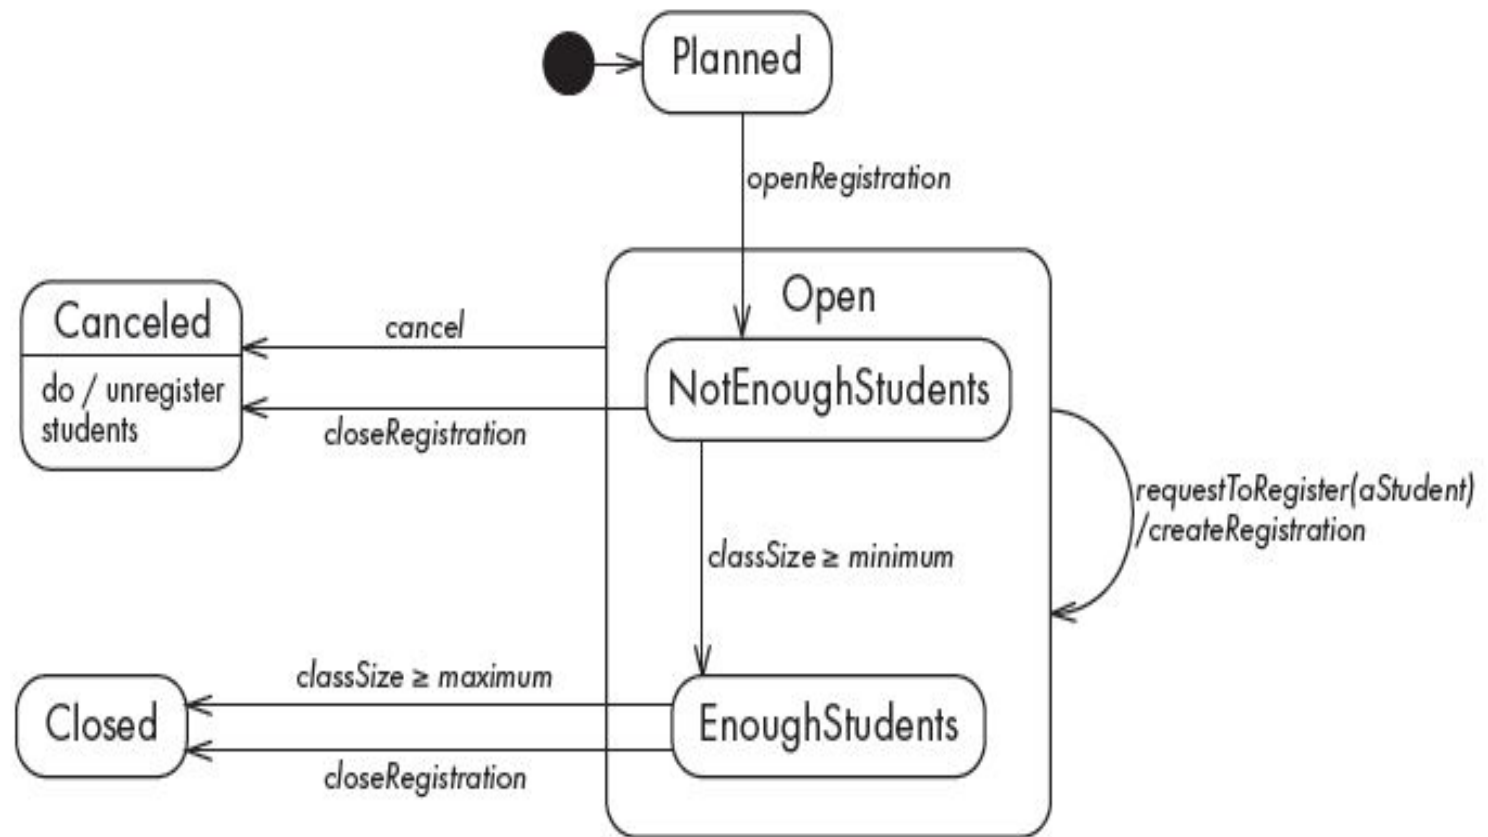 Planned
openRegistration
Open
Canceled
cancel
do / unregister
students
NotEnoughStudents
closeRegistration
requestToRegister(aStudent)
/createRegistration
classSize ≥ minimum
classSize ≥ maximum
Closed
EnoughStudents
closeRegistration